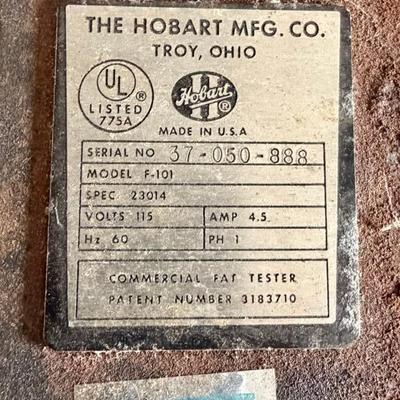 THE HOBART MFG. CO.
TROY, OHIO
UL ®
LISTED
775A
H
Hobart ®
MADE IN U.S.A
SERIAL NO 37-050-888
MODEL F-101
SPEC 23014
VOLTS 115 AMP 4.5
Hz 60 PH 1
COMMERCIAL FAT TESTER
PATENT NUMBER 3183710